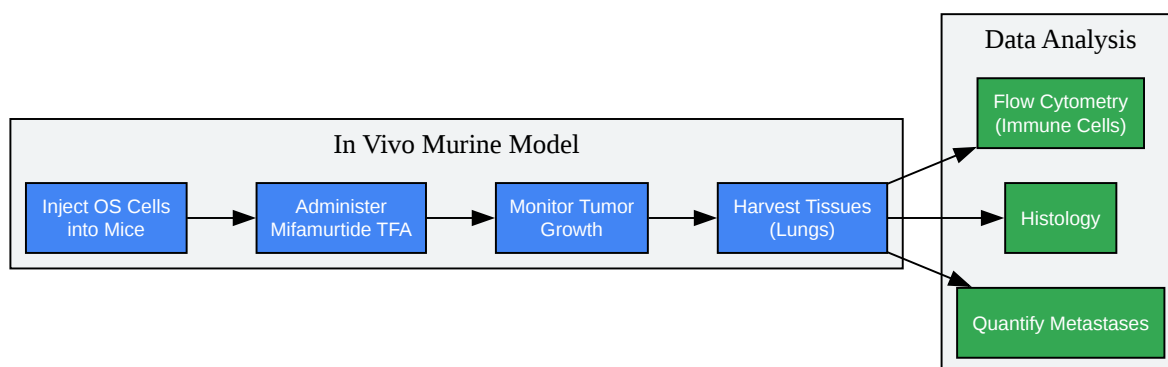 In Vivo Murine Model
Inject OS Cells
into Mice
Administer
Mifamurtide TFA
Monitor Tumor
Growth
Harvest Tissues
(Lungs)
Data Analysis
Flow Cytometry
(Immune Cells)
Histology
Quantify Metastases